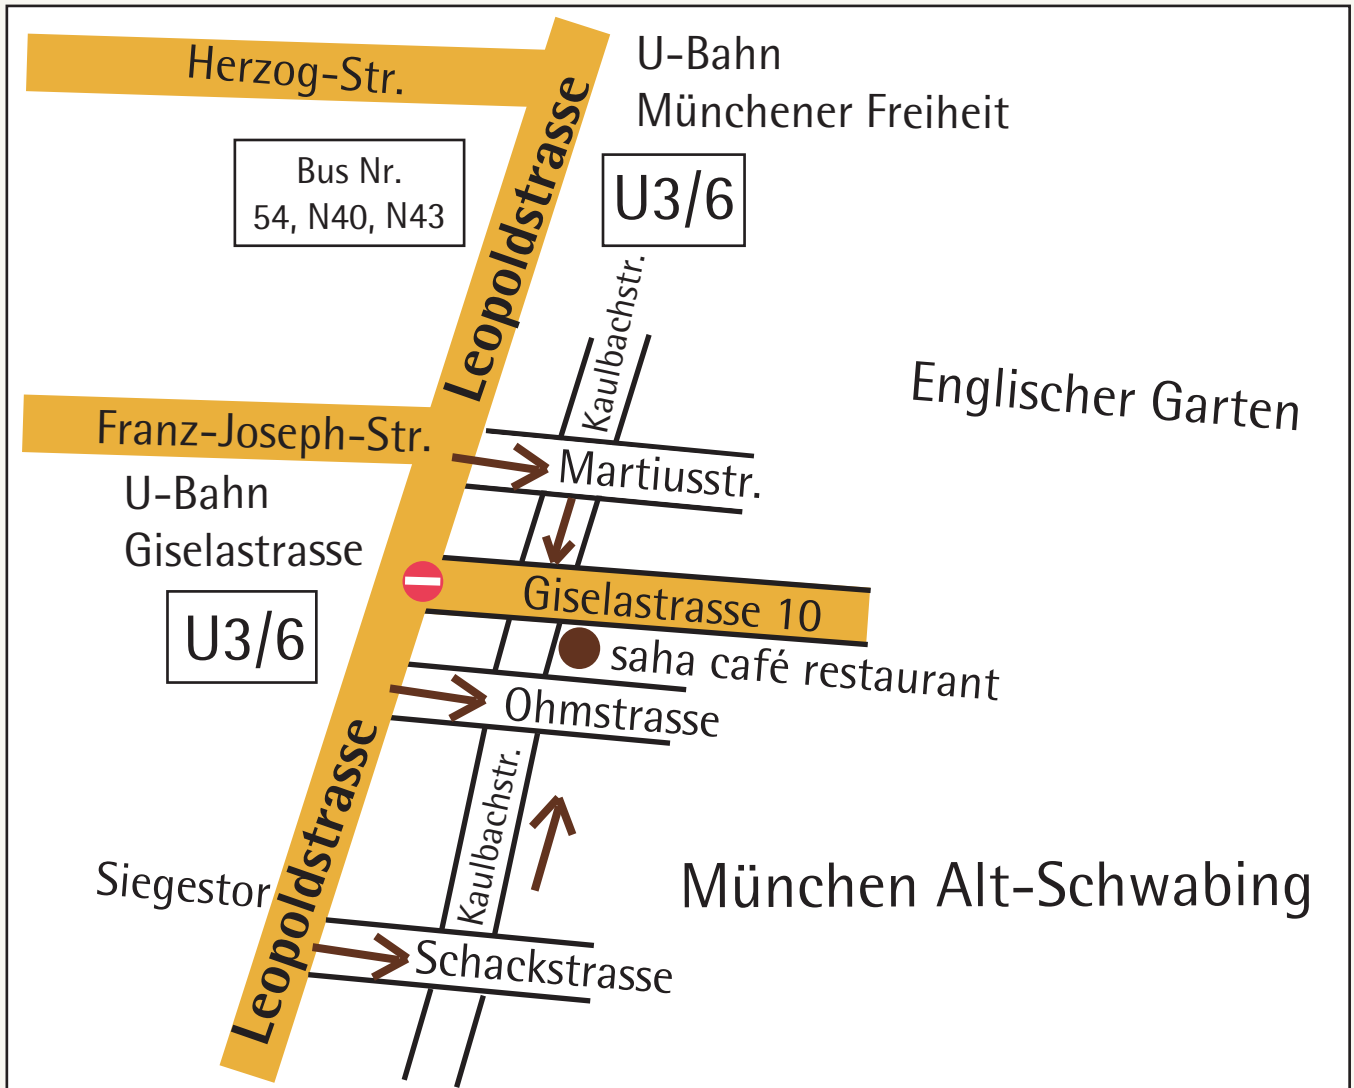 Herzog-Str.
U-Bahn
Münchener Freiheit
Leopoldstrasse
Bus Nr.
54, N40, N43
U3/6
Kaulbachstr.
Englischer Garten
Franz-Joseph-Str.
Martiusstr.
U-Bahn
Giselastrasse
Giselastrasse 10
U3/6
saha café restaurant
Ohmstrasse
Leopoldstrasse
Kaulbachstr.
Siegestor
München Alt-Schwabing
Schackstrasse